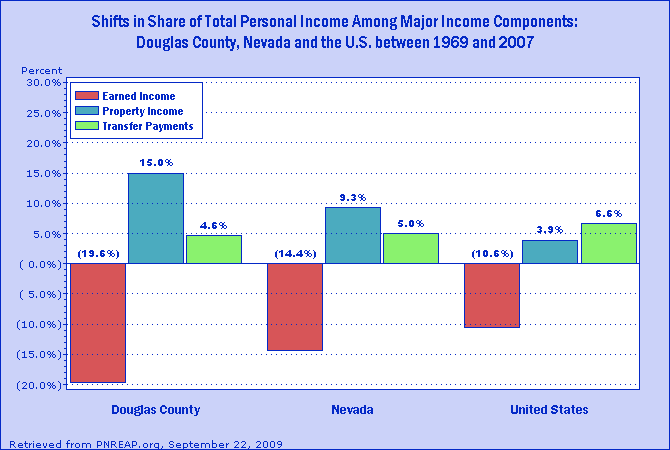 Shifts in Share of Total Personal Income Among Major Income Components:
Douglas County, Nevada and the U.S. between 1969 and 2007
Percent
30.0%
25.0%
20.0%
15.0%
10.0%
5.0%
( 0.0%)
( 5.0%)
(10.0%)
(15.0%)
(20.0%)
Earned Income
Property Income
Transfer Payments
(19.6%) 15.0% 4.6%
(14.4%) 9.3% 5.0%
(10.6%) 3.9% 6.6%
Douglas County Nevada United States
Retrieved from PNREAP.org, September 22, 2009